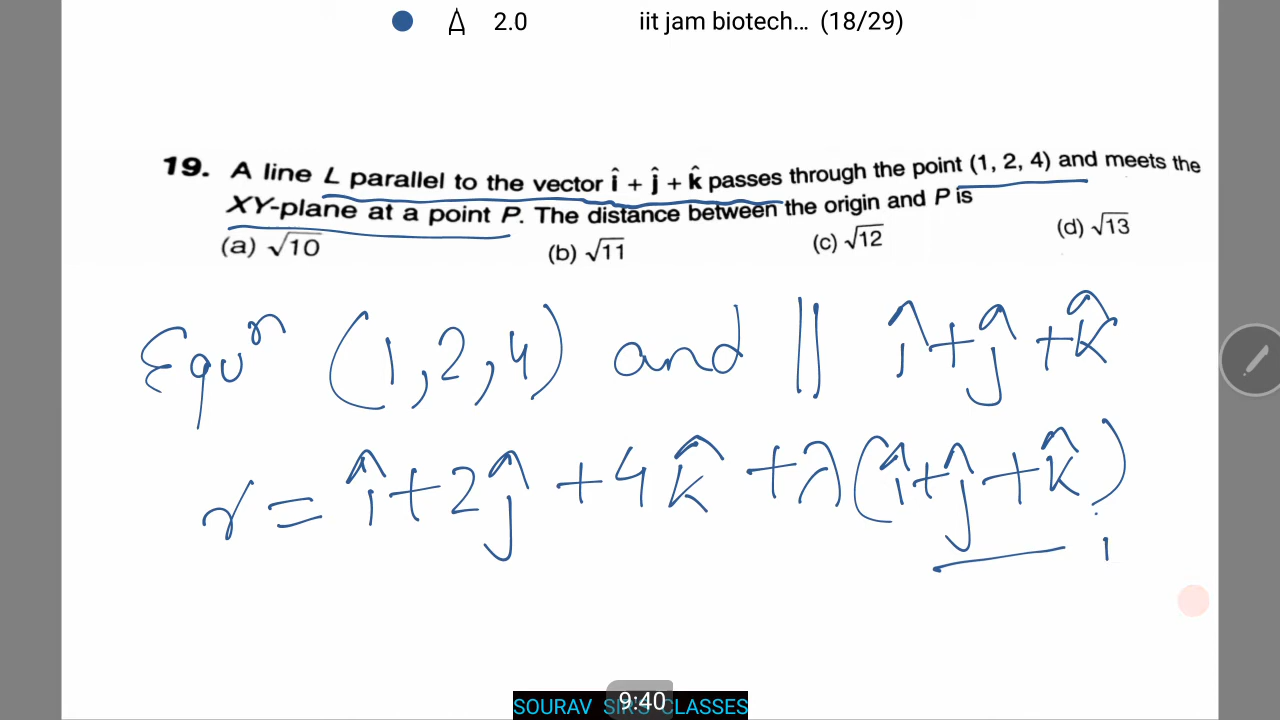 A 2.0 iit jam biotech... (18/29)
19. A line L parallel to the vector î + ĵ + k̂ passes through the point (1, 2, 4) and meets the
XY-plane at a point P. The distance between the origin and P is
(a) √10 (b) √11 (c) √12 (d) √13
Equⁿ (1,2,4) and || î+ĵ+k̂
r = î+2ĵ+4k̂+λ(î+ĵ+k̂)
9:40